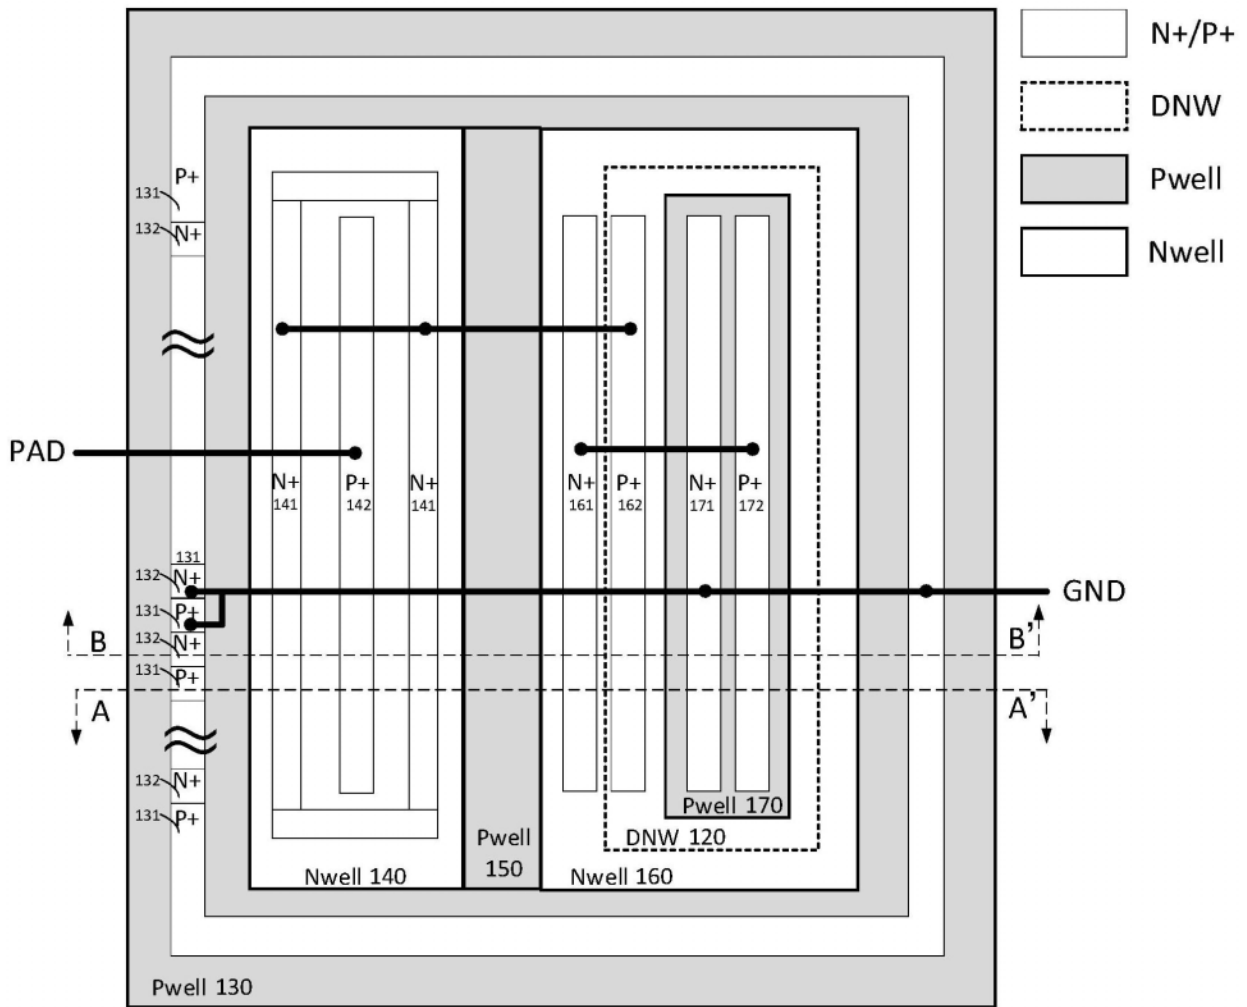 N+/P+
DNW
Pwell
Nwell
P+
131
132 N+
PAD
N+ P+ N+ N+ P+ N+ P+
141 142 141 161 162 171 172
131
132 N+
GND
131 P+
B 132 N+ B’
131 P+
A A’
132 N+
131 P+
Pwell 170
Pwell DNW 120
150
Nwell 140 Nwell 160
Pwell 130